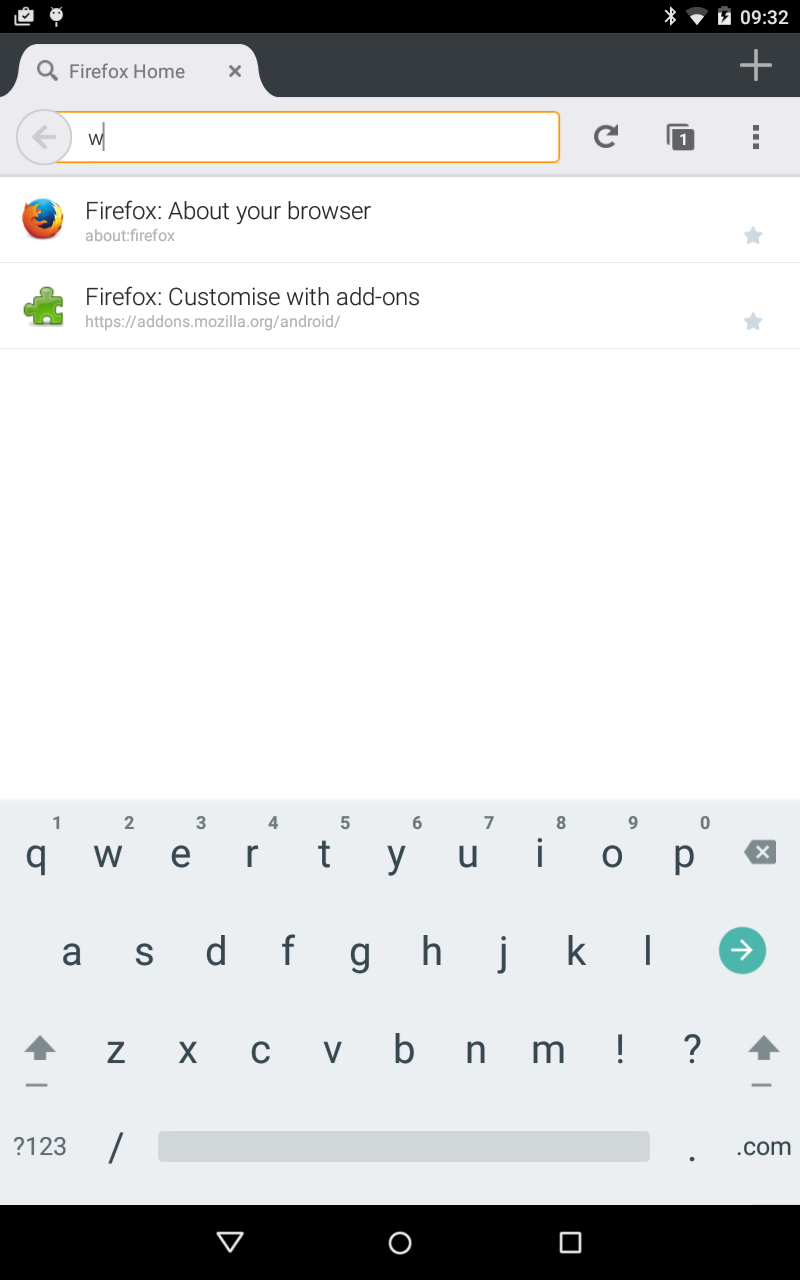 09:32
Firefox Home
w
1
Firefox: About your browser
about:firefox
Firefox: Customise with add-ons
https://addons.mozilla.org/android/
1 2 3 4 5 6 7 8 9 0
q w e r t y u i o p
a s d f g h j k l
z x c v b n m ! ?
?123 / . .com